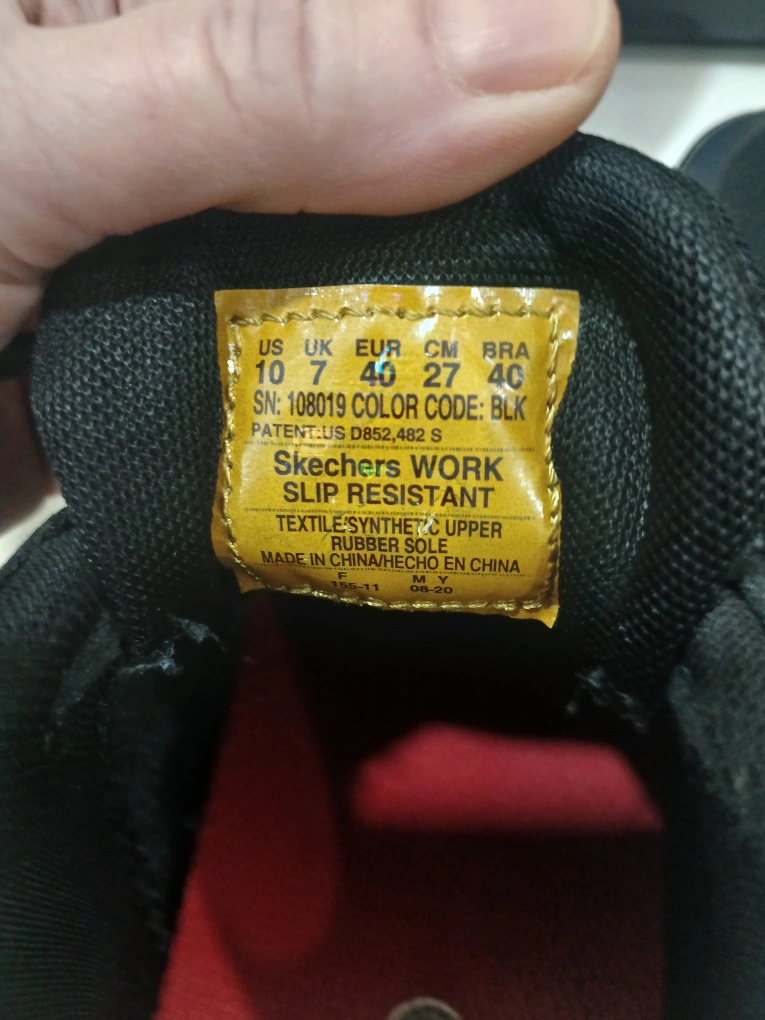 US UK EUR CM BRA
10 7 40 27 40
SN: 108019 COLOR CODE: BLK
PATENT:US D852,482 S
Skechers WORK
SLIP RESISTANT
TEXTILE/SYNTHETIC UPPER
RUBBER SOLE
MADE IN CHINA/HECHO EN CHINA
F M Y
155-11 08-20